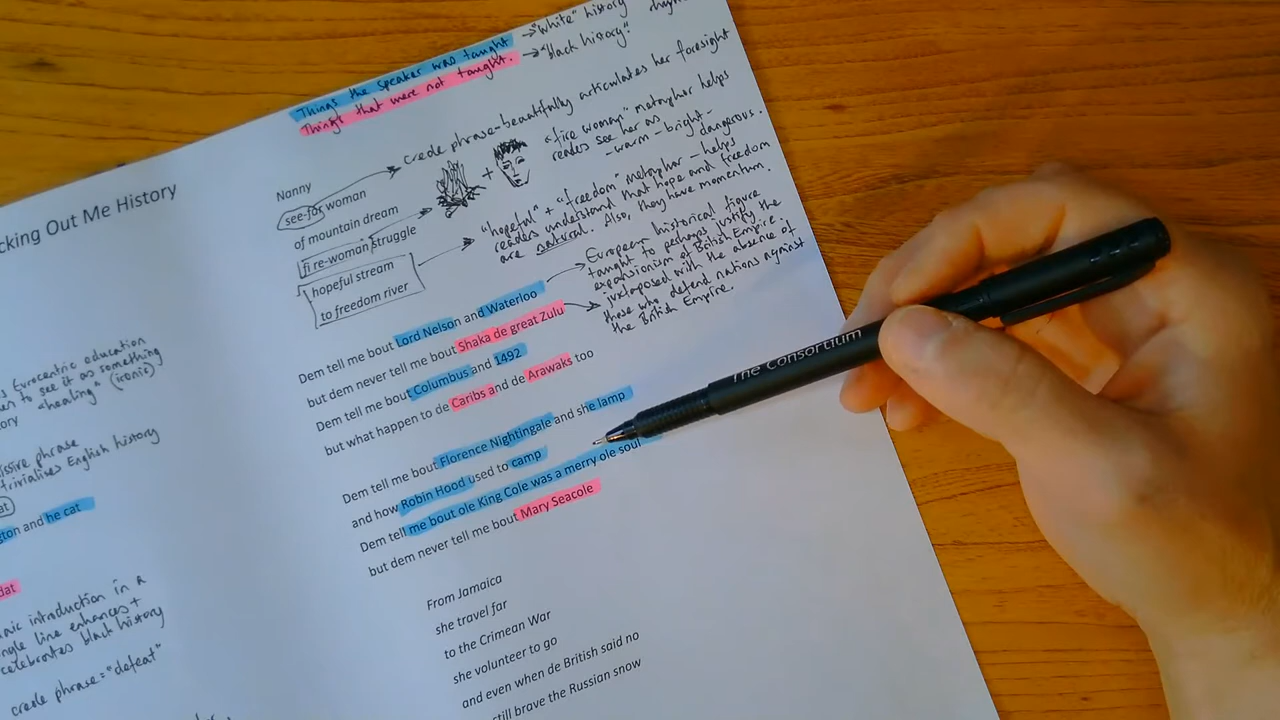 Things the speaker was taught → "white" history
Things that were not taught. → "black history".
creole phrase - beautifully articulates her foresight
"fire woman" metaphor helps
readers see her as
- warm - bright -
dangerous.
+
"hopeful" + "freedom" metaphor - helps
readers understand that hope and freedom
are natural. Also, they have momentum.
European historical figure
taught to perhaps justify the
expansionism of British Empire.
juxtaposed with the absence of
those who defend nations against
the British Empire.
cking Out Me History
Eurocentric education
to see it as something
"healing" (iconic)
phrase
trivialises English history
and he cat
dat
introduction in a
line enhances +
celebrates black history
creole phrase = "defeat"
Nanny
see-far woman
of mountain dream
fire-woman struggle
hopeful stream
to freedom river
Dem tell me bout Lord Nelson and Waterloo
but dem never tell me bout Shaka de great Zulu
Dem tell me bout Columbus and 1492
but what happen to de Caribs and de Arawaks too
Dem tell me bout Florence Nightingale and she lamp
and how Robin Hood used to camp
Dem tell me bout ole King Cole was a merry ole soul
but dem never tell me bout Mary Seacole
From Jamaica
she travel far
to the Crimean War
she volunteer to go
and even when de British said no
still brave the Russian snow
The Consortium